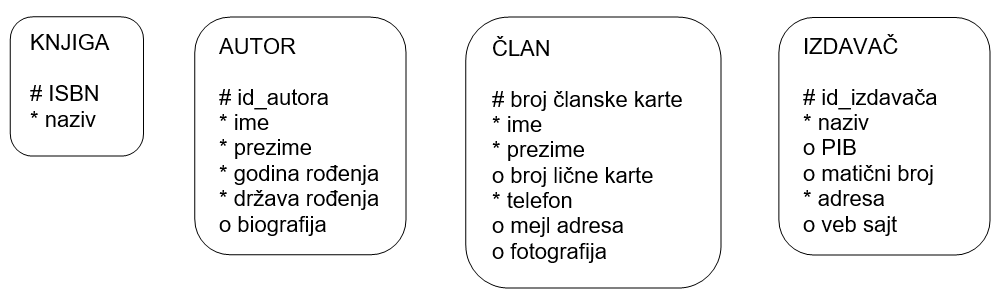 KNJIGA
# ISBN
* naziv
AUTOR
# id_autora
* ime
* prezime
* godina rođenja
* država rođenja
o biografija
ČLAN
# broj članske karte
* ime
* prezime
o broj lične karte
* telefon
o mejl adresa
o fotografija
IZDAVAČ
# id_izdavača
* naziv
o PIB
o matični broj
* adresa
o veb sajt